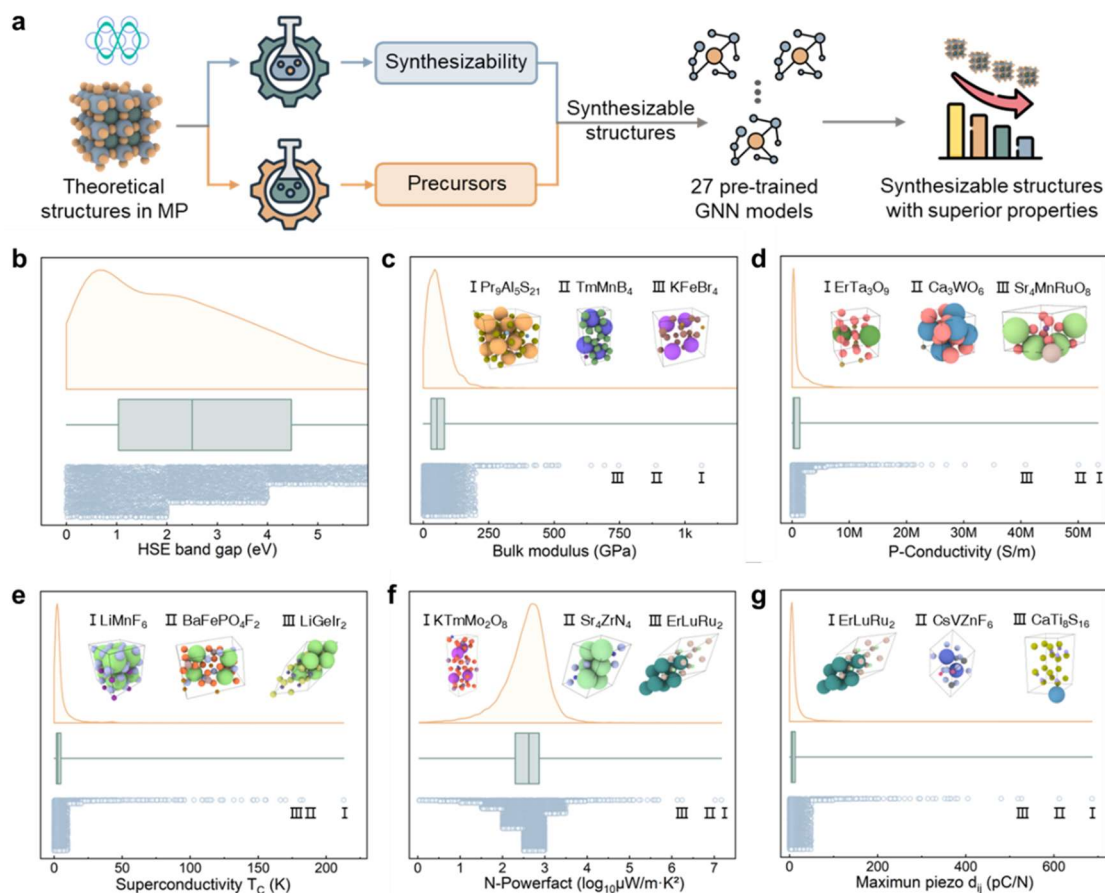 a
Synthesizability
Precursors
Theoretical
structures in MP
Synthesizable
structures
27 pre-trained
GNN models
Synthesizable structures
with superior properties
b
0 1 2 3 4 5
HSE band gap (eV)
c
I Pr₉Al₅S₂₁ II TmMnB₄ III KFeBr₄
III II I
0 250 500 750 1k
Bulk modulus (GPa)
d
I ErTa₃O₉ II Ca₃WO₆ III Sr₄MnRuO₈
III II I
0 10M 20M 30M 40M 50M
P-Conductivity (S/m)
e
I LiMnF₆ II BaFePO₄F₂ III LiGeIr₂
III II I
0 50 100 150 200
Superconductivity T_C (K)
f
I KTmMo₂O₈ II Sr₄ZrN₄ III ErLuRu₂
III II I
0 1 2 3 4 5 6 7
N-Powerfact (log₁₀μW/m·K²)
g
I ErLuRu₂ II CsVZnF₆ III CaTi₈S₁₆
III II I
0 200 400 600
Maximun piezo d_ij (pC/N)